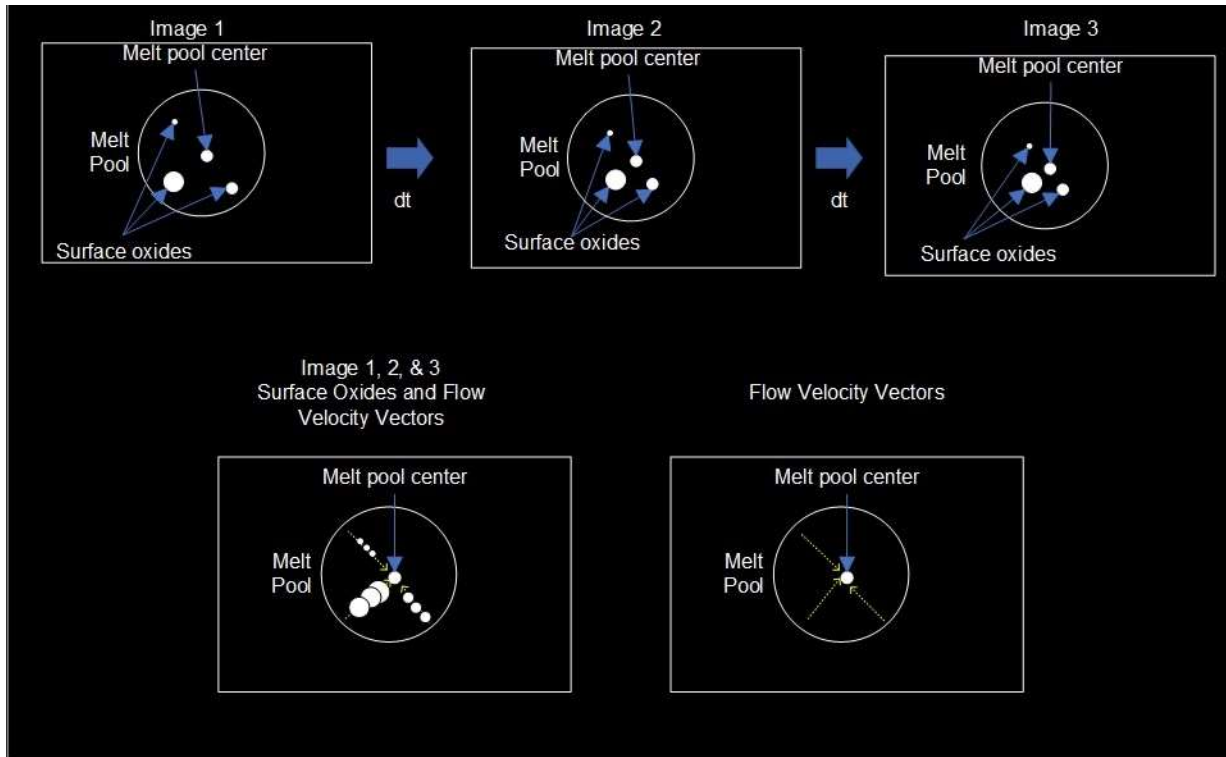 Image 1
Melt pool center
Melt
Pool
Surface oxides
dt
Image 2
Melt pool center
Melt
Pool
Surface oxides
dt
Image 3
Melt pool center
Melt
Pool
Surface oxides
Image 1, 2, & 3
Surface Oxides and Flow
Velocity Vectors
Melt pool center
Melt
Pool
Flow Velocity Vectors
Melt pool center
Melt
Pool